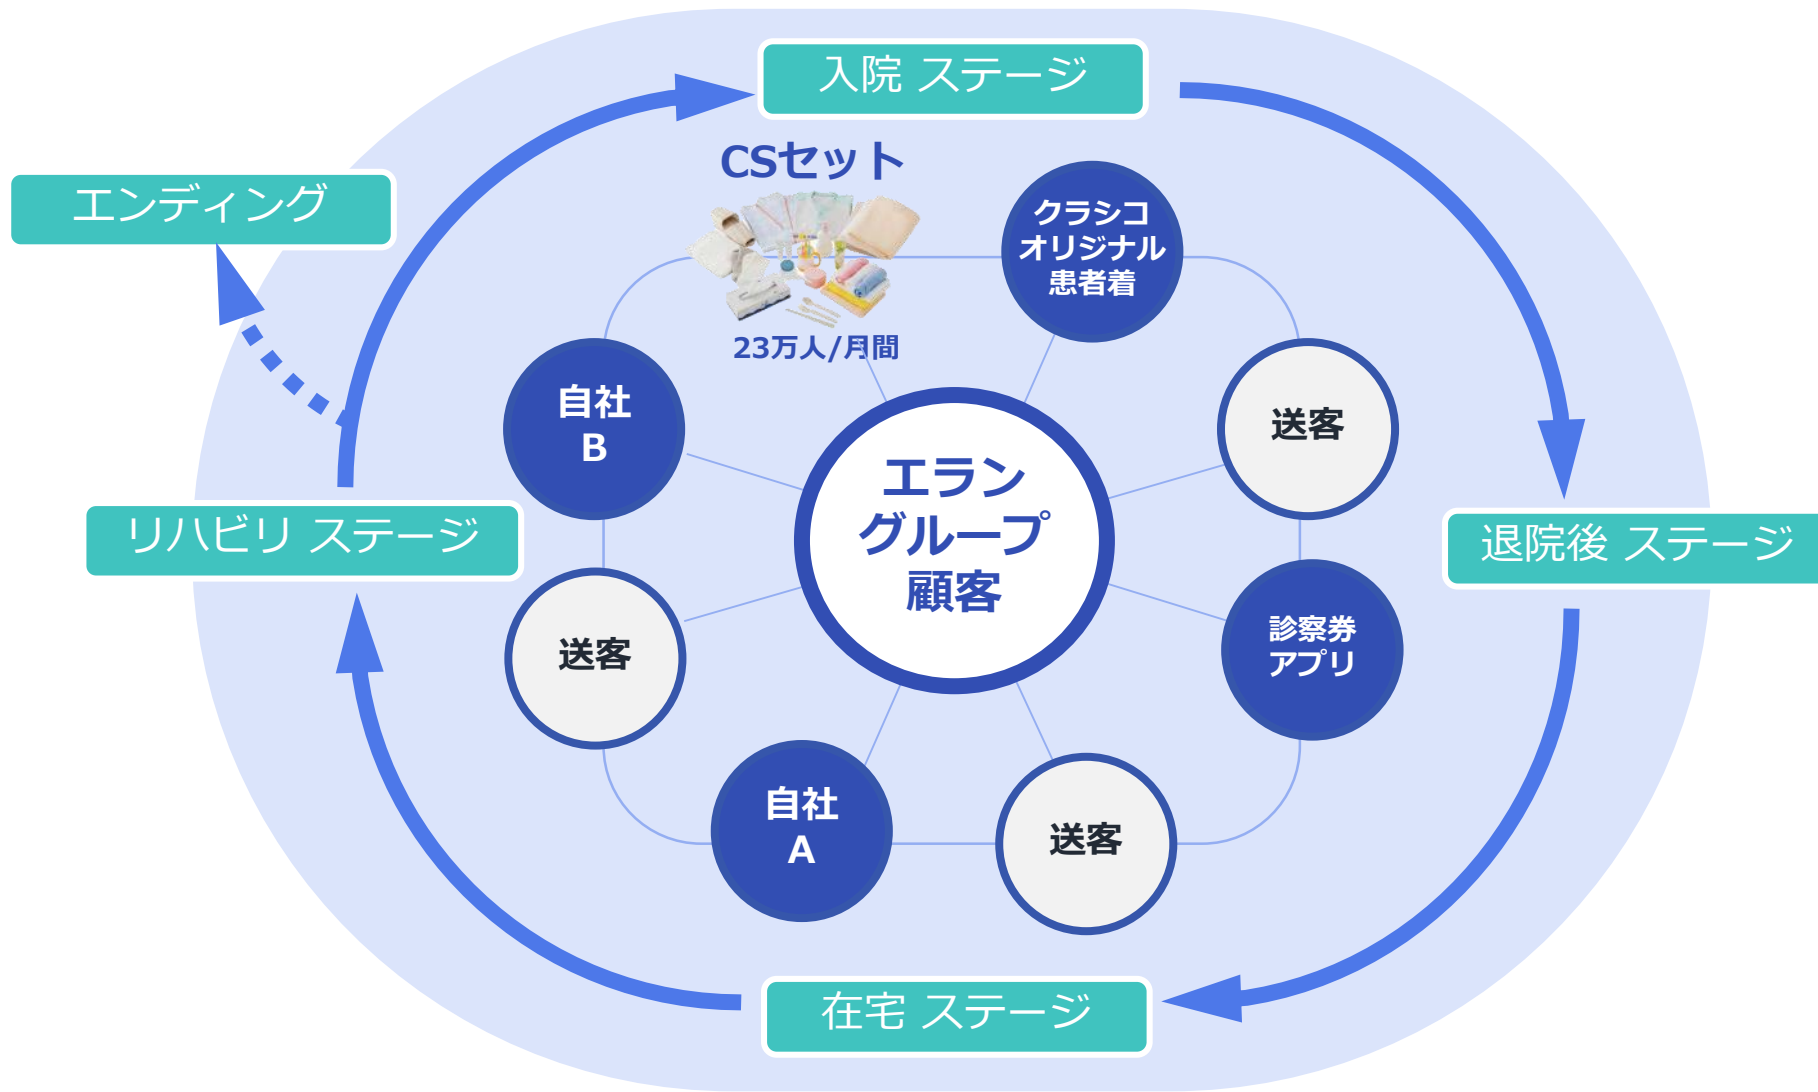 入院 ステージ
CSセット
23万人/月間
クラシコ
オリジナル
患者着
エンディング
自社
B
送客
エラン
グループ
顧客
リハビリ ステージ
退院後 ステージ
送客
診察券
アプリ
自社
A
送客
在宅 ステージ